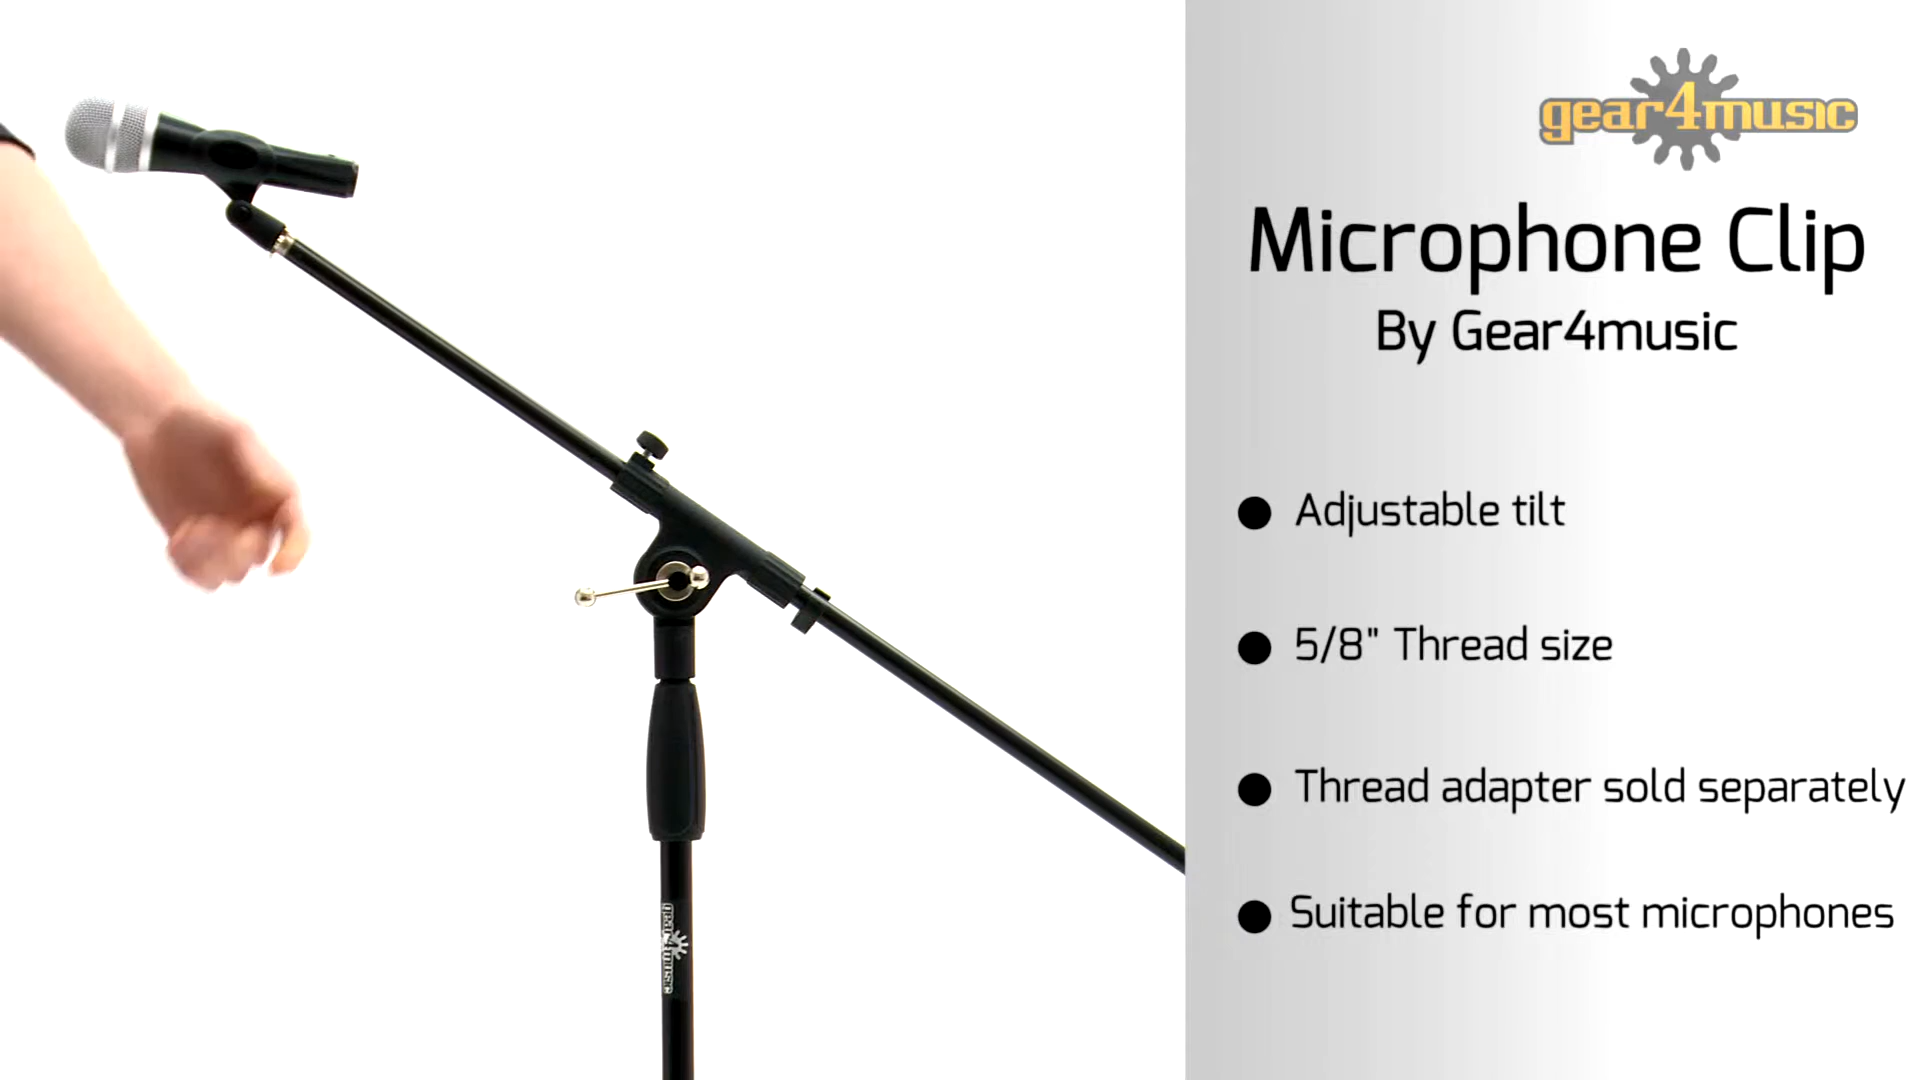 gear4music
Microphone Clip
By Gear4music
● Adjustable tilt
● 5/8" Thread size
● Thread adapter sold separately
● Suitable for most microphones
gear4music